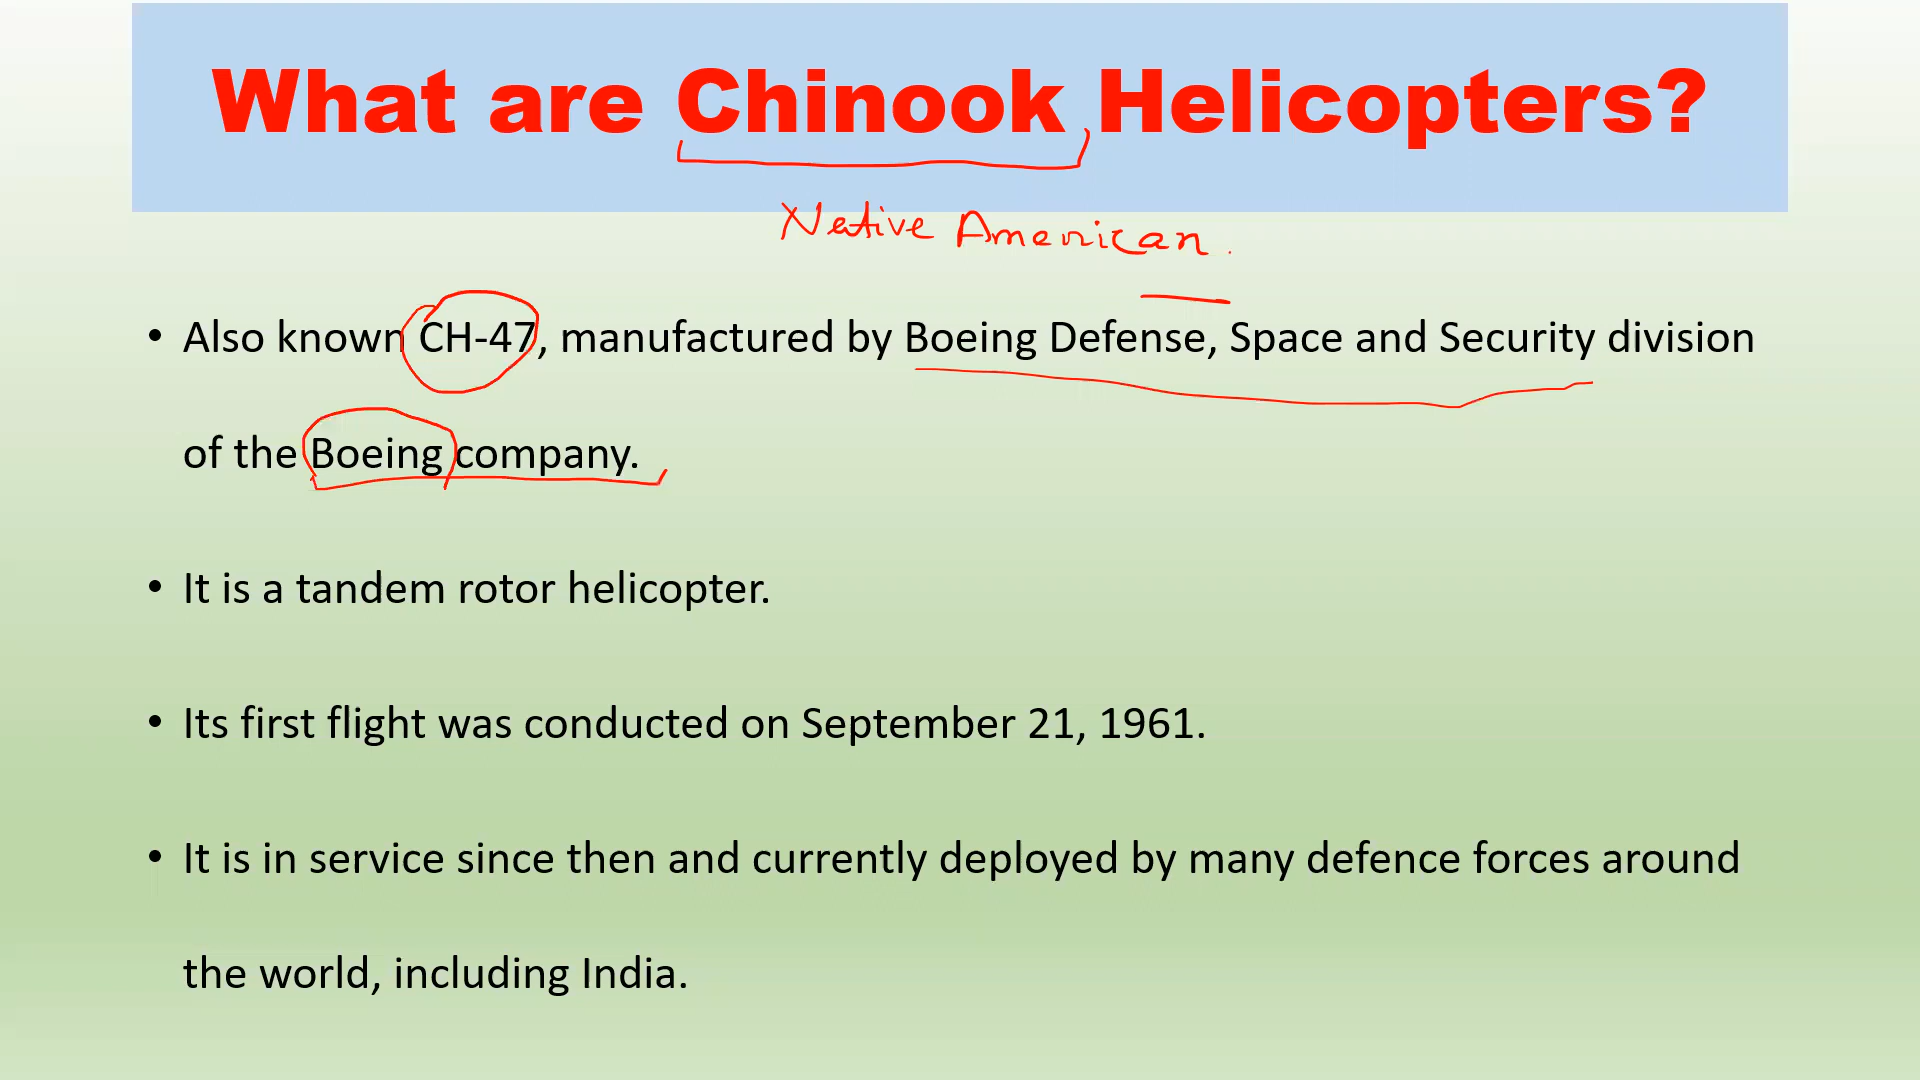 What are Chinook Helicopters?
Native American.
• Also known CH-47, manufactured by Boeing Defense, Space and Security division
of the Boeing company.
• It is a tandem rotor helicopter.
• Its first flight was conducted on September 21, 1961.
• It is in service since then and currently deployed by many defence forces around
the world, including India.